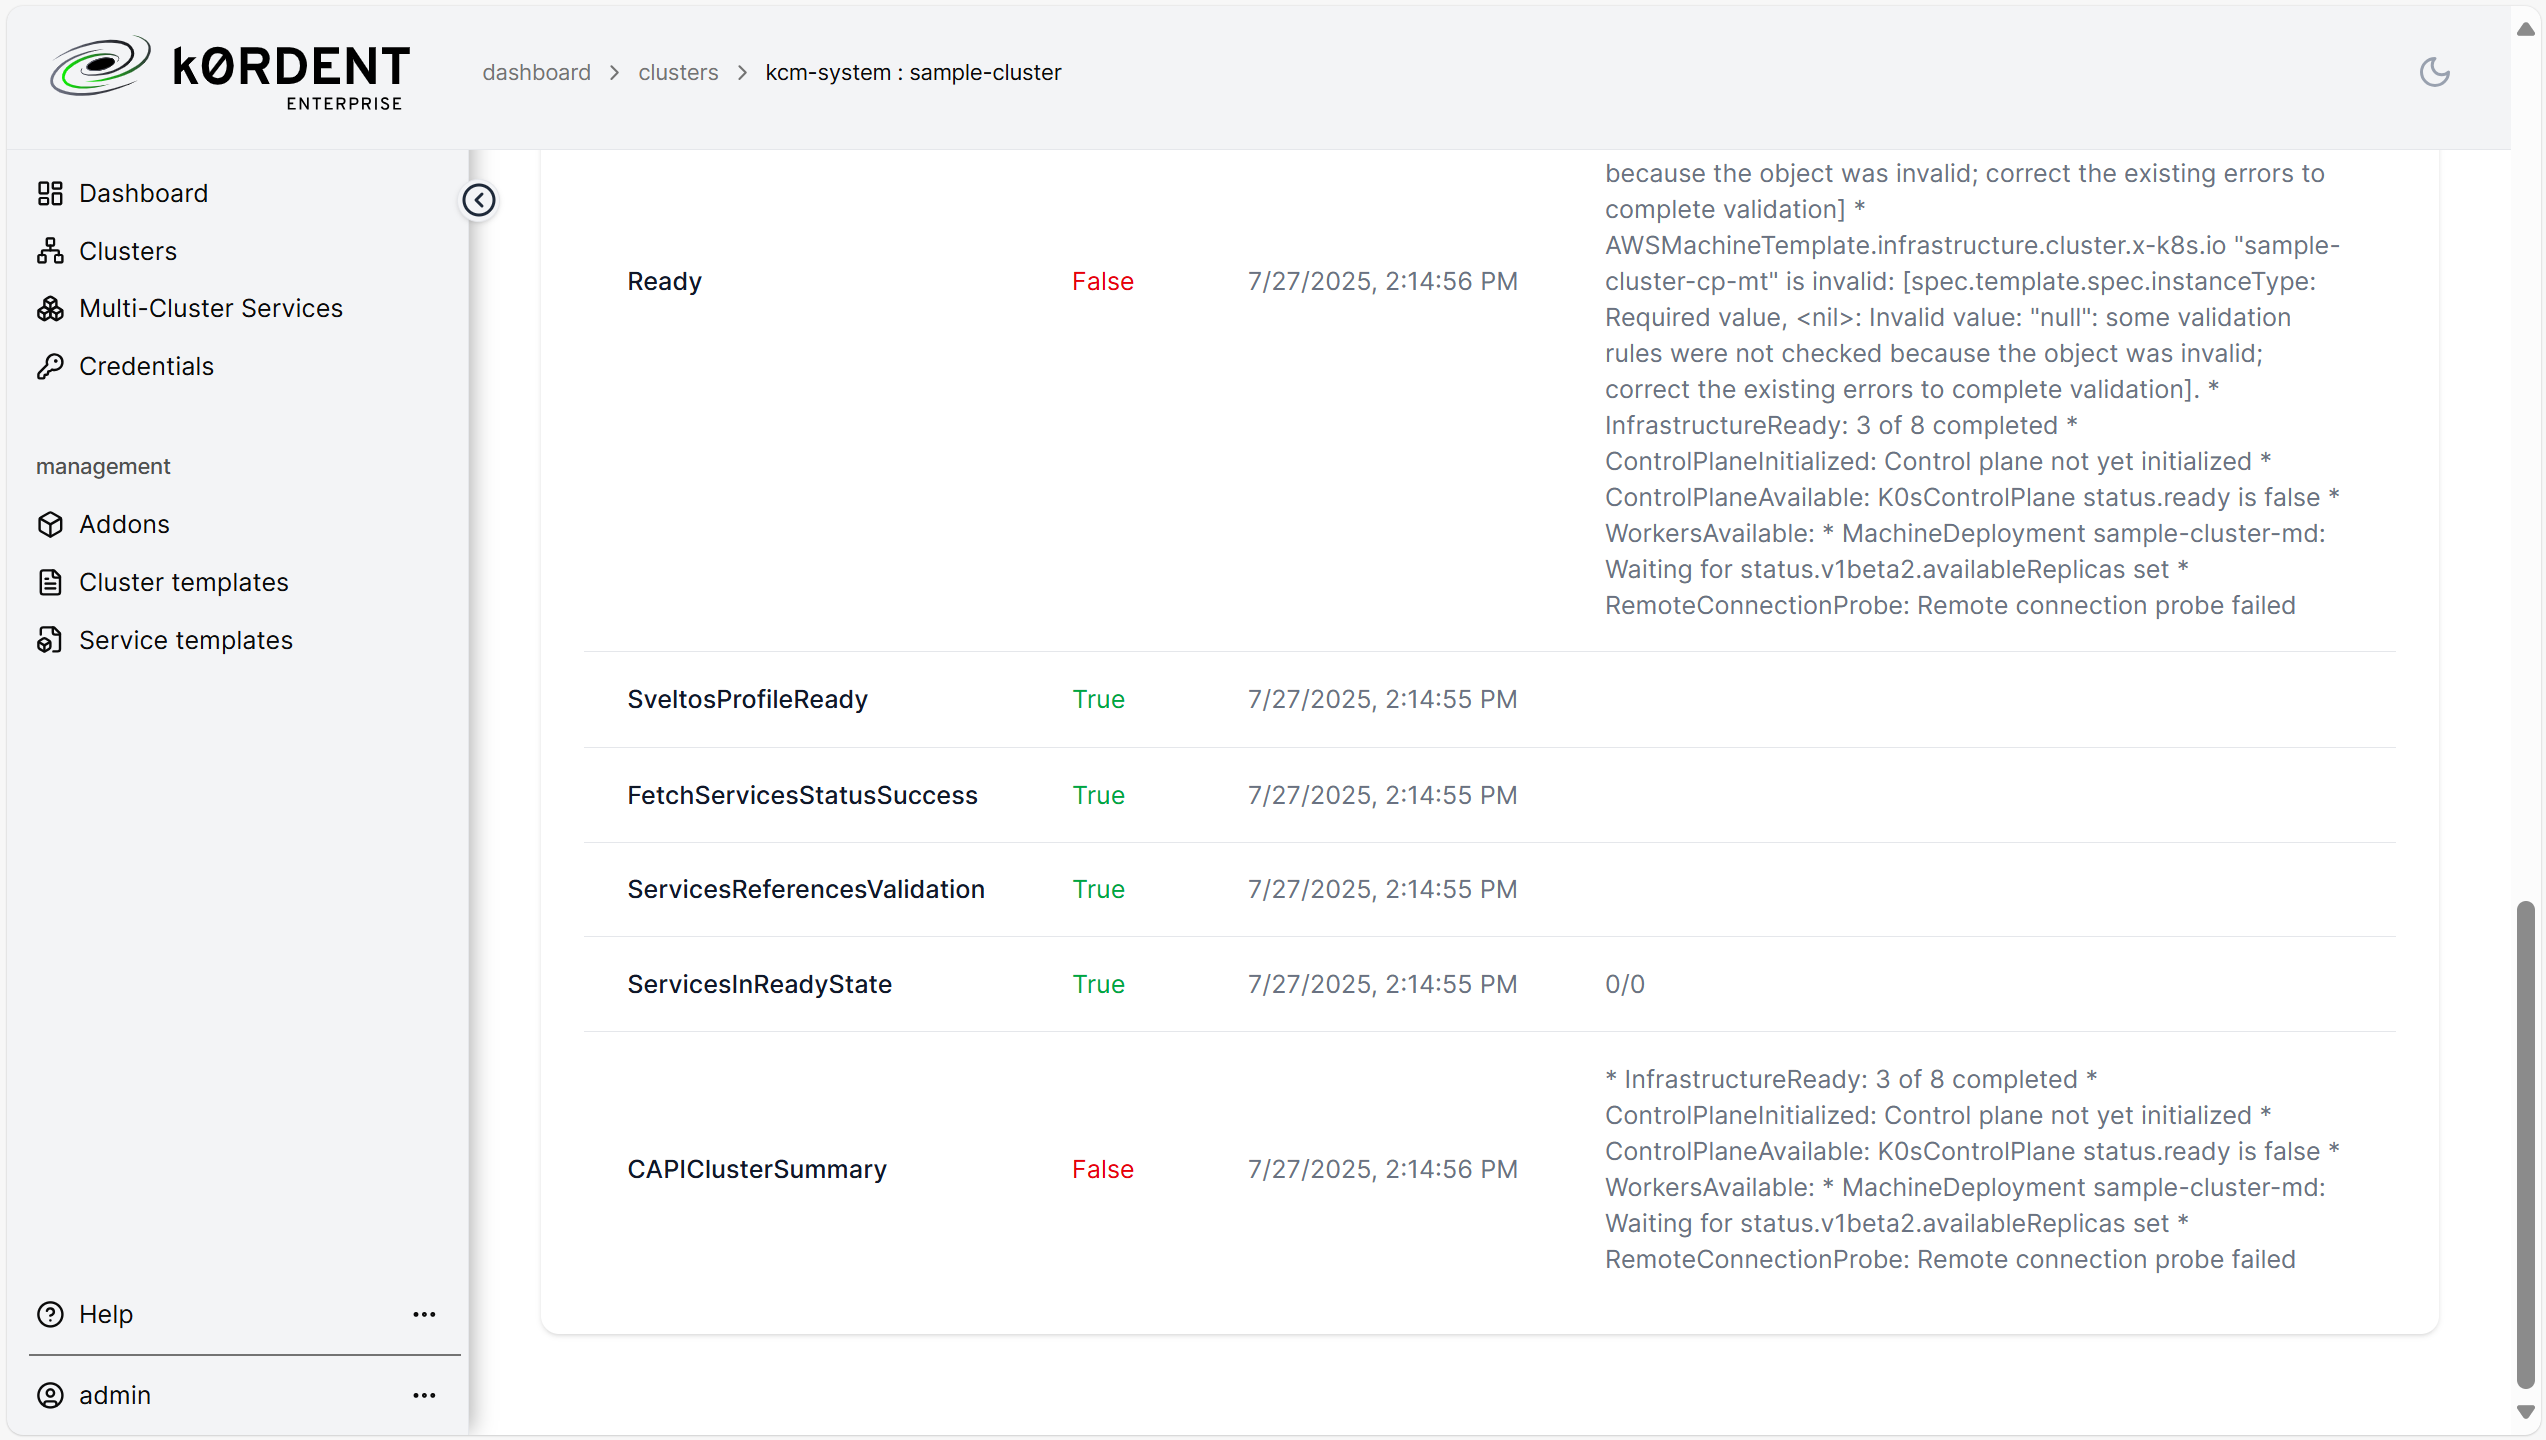 kØRDENT
ENTERPRISE
dashboard > clusters > kcm-system : sample-cluster
Dashboard
Clusters
Multi-Cluster Services
Credentials
management
Addons
Cluster templates
Service templates
Help ...
admin ...
because the object was invalid; correct the existing errors to
complete validation] *
AWSMachineTemplate.infrastructure.cluster.x-k8s.io "sample-
Ready False 7/27/2025, 2:14:56 PM cluster-cp-mt" is invalid: [spec.template.spec.instanceType:
Required value, <nil>: Invalid value: "null": some validation
rules were not checked because the object was invalid;
correct the existing errors to complete validation]. *
InfrastructureReady: 3 of 8 completed *
ControlPlaneInitialized: Control plane not yet initialized *
ControlPlaneAvailable: K0sControlPlane status.ready is false *
WorkersAvailable: * MachineDeployment sample-cluster-md:
Waiting for status.v1beta2.availableReplicas set *
RemoteConnectionProbe: Remote connection probe failed
SveltosProfileReady True 7/27/2025, 2:14:55 PM
FetchServicesStatusSuccess True 7/27/2025, 2:14:55 PM
ServicesReferencesValidation True 7/27/2025, 2:14:55 PM
ServicesInReadyState True 7/27/2025, 2:14:55 PM 0/0
* InfrastructureReady: 3 of 8 completed *
ControlPlaneInitialized: Control plane not yet initialized *
ControlPlaneAvailable: K0sControlPlane status.ready is false *
CAPIClusterSummary False 7/27/2025, 2:14:56 PM WorkersAvailable: * MachineDeployment sample-cluster-md:
Waiting for status.v1beta2.availableReplicas set *
RemoteConnectionProbe: Remote connection probe failed